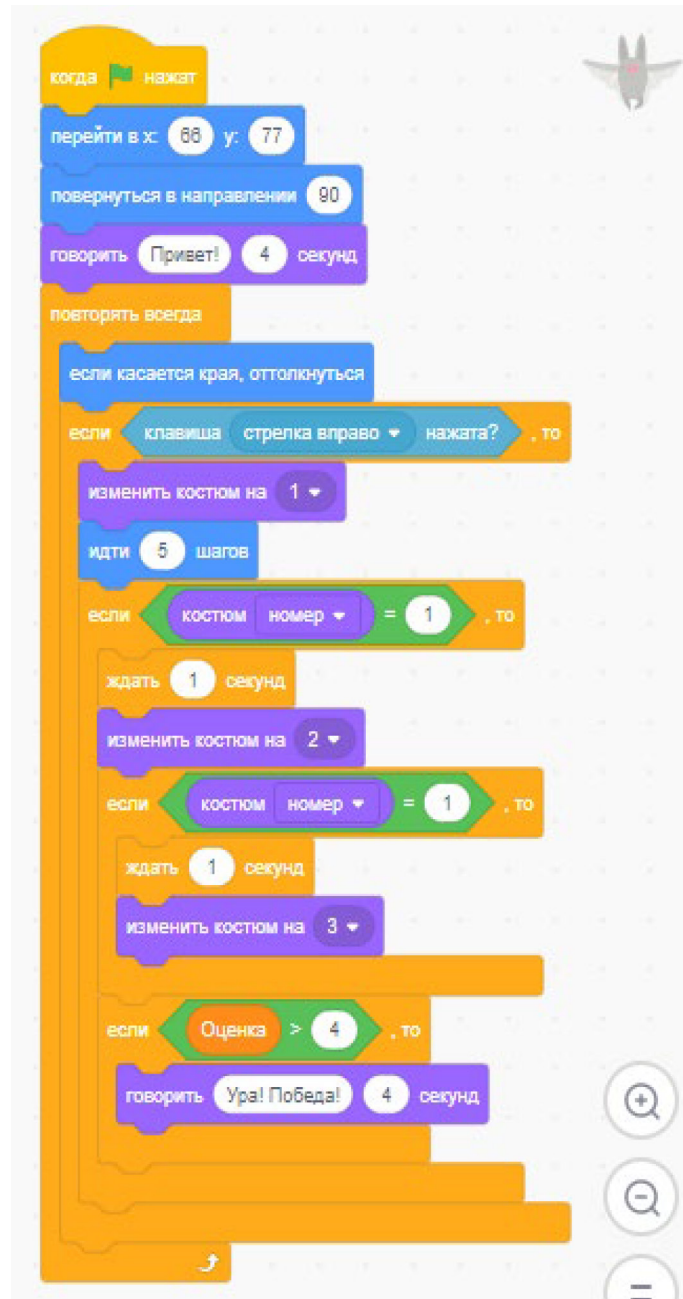 когда нажат
перейти в x: 66 y: 77
повернуться в направлении 90
говорить Привет! 4 секунд
повторять всегда
если касается края, оттолкнуться
если клавиша стрелка вправо нажата? , то
изменить костюм на 1
идти 5 шагов
если костюм номер = 1 , то
ждать 1 секунд
изменить костюм на 2
если костюм номер = 1 , то
ждать 1 секунд
изменить костюм на 3
если Оценка > 4 , то
говорить Ура! Победа! 4 секунд